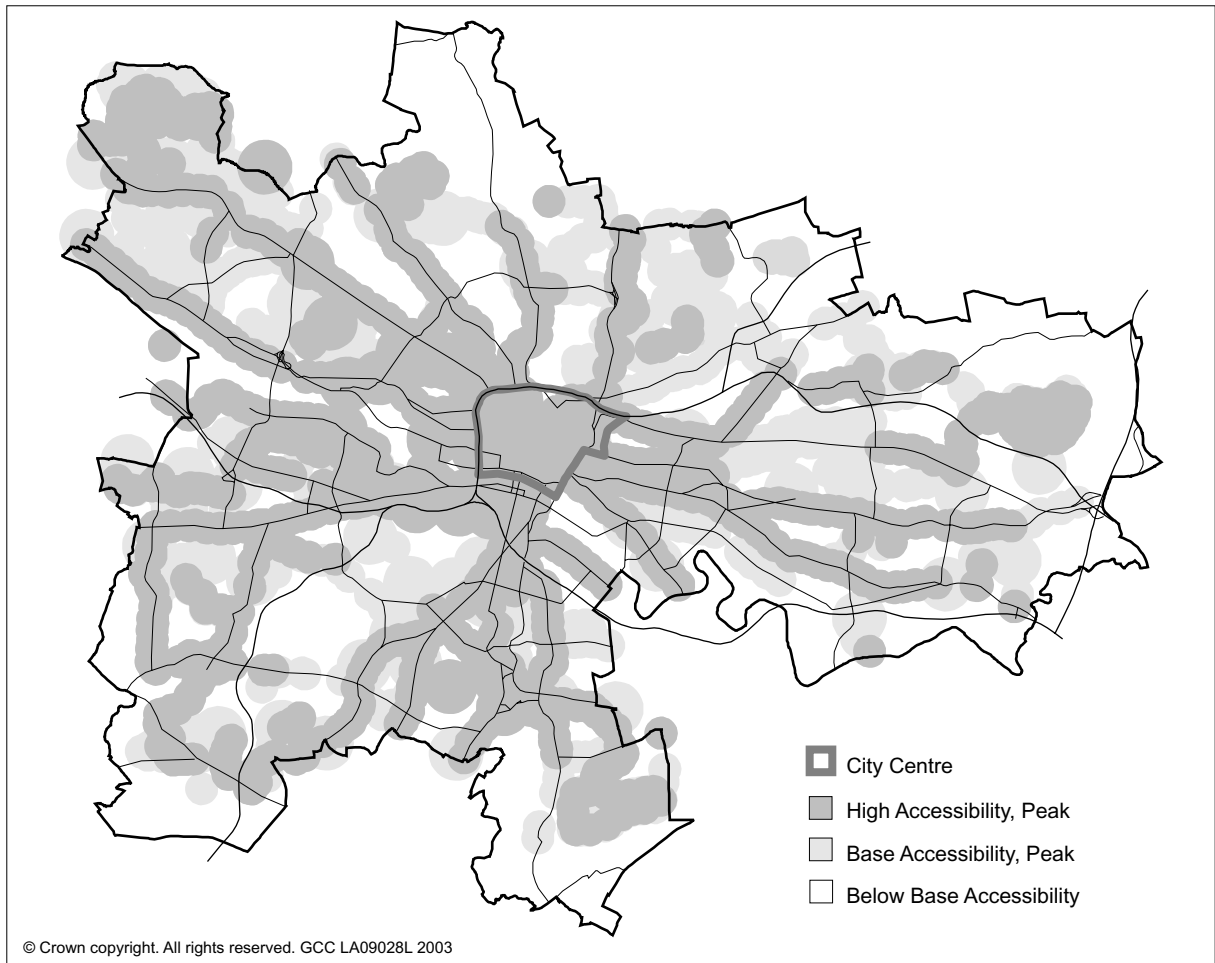 City Centre
High Accessibility, Peak
Base Accessibility, Peak
Below Base Accessibility
© Crown copyright. All rights reserved. GCC LA09028L 2003